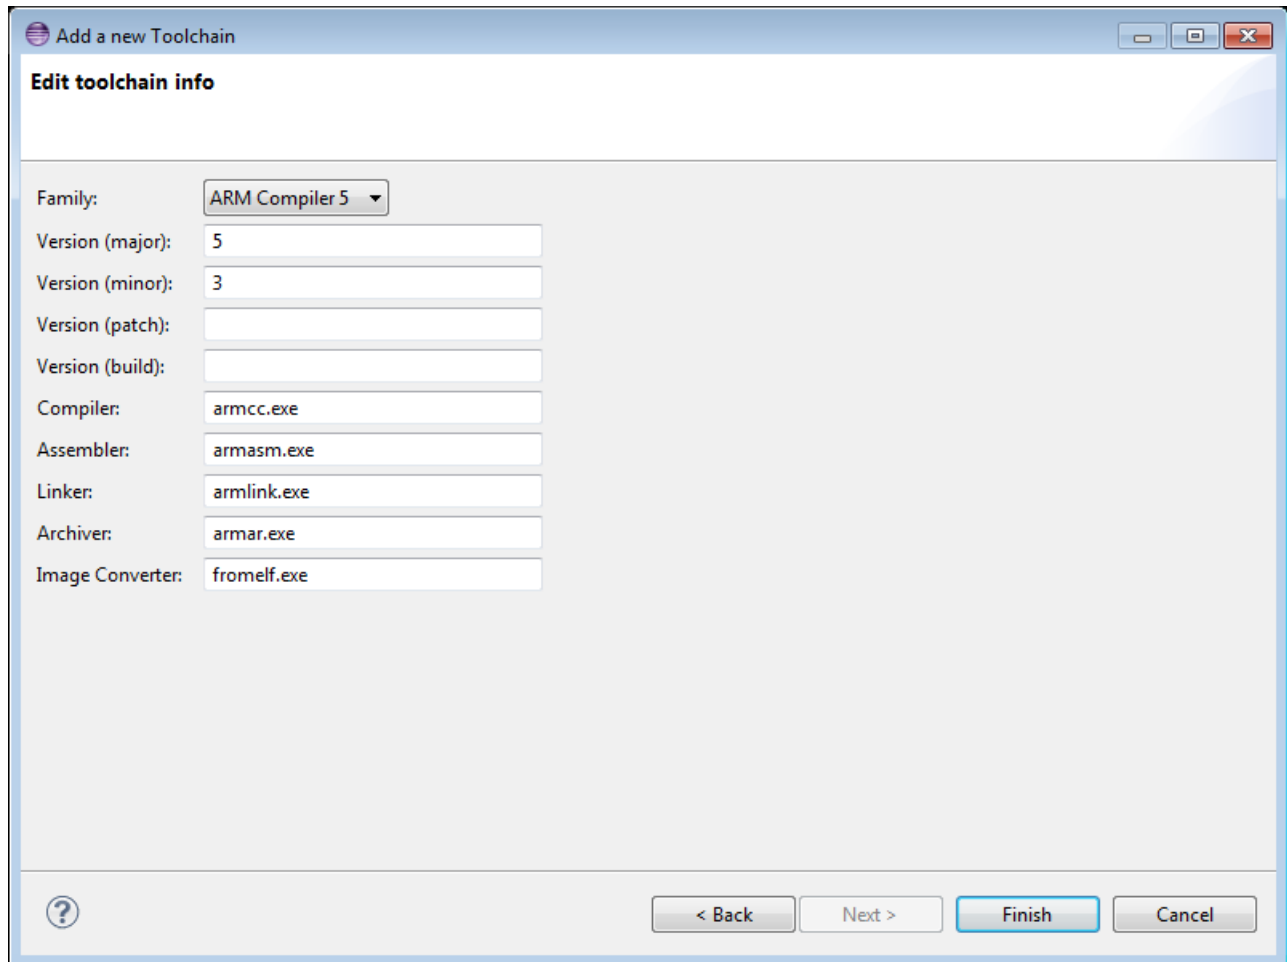 Add a new Toolchain
Edit toolchain info
Family: ARM Compiler 5
Version (major): 5
Version (minor): 3
Version (patch):
Version (build):
Compiler: armcc.exe
Assembler: armasm.exe
Linker: armlink.exe
Archiver: armar.exe
Image Converter: fromelf.exe
? < Back Next > Finish Cancel